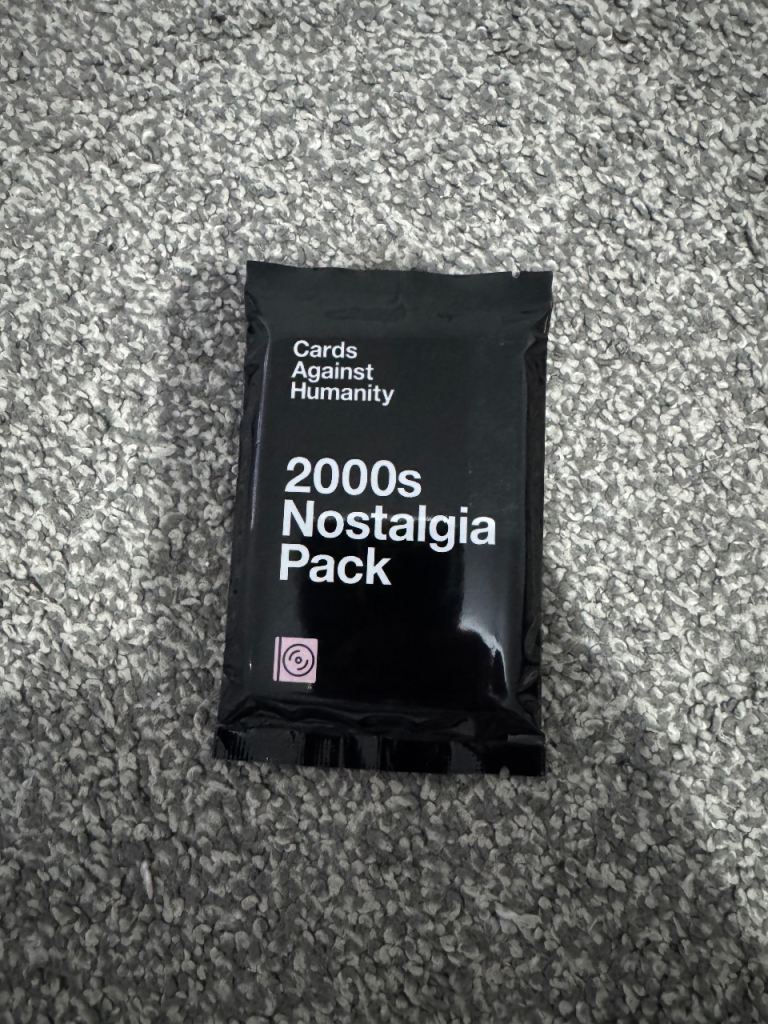 Cards
Against
Humanity
2000s
Nostalgia
Pack